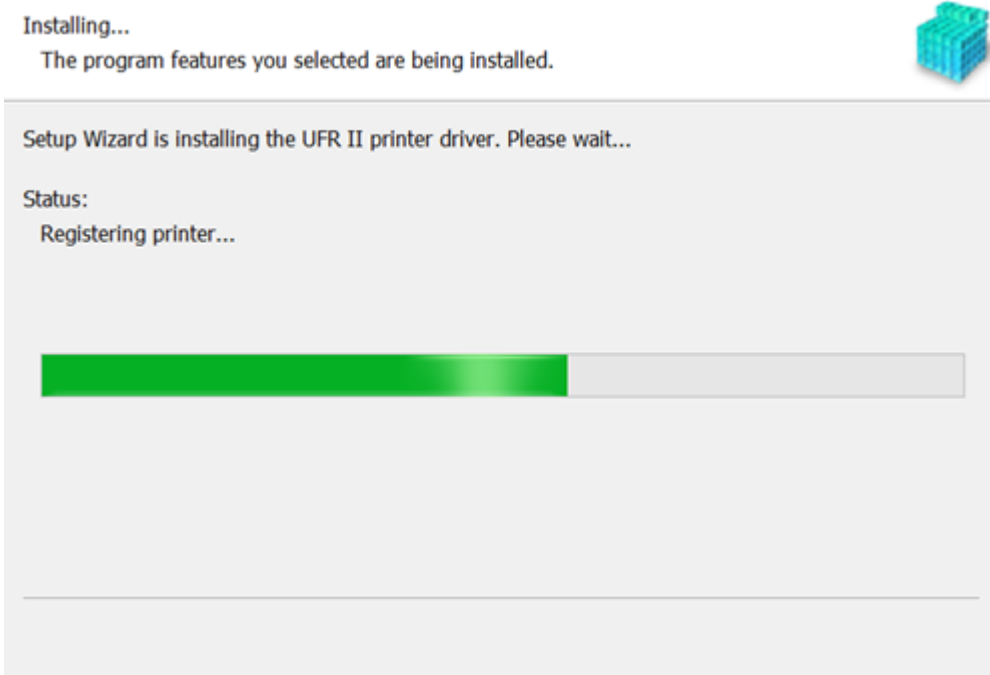 Installing...
The program features you selected are being installed.
Setup Wizard is installing the UFR II printer driver. Please wait...
Status:
Registering printer...